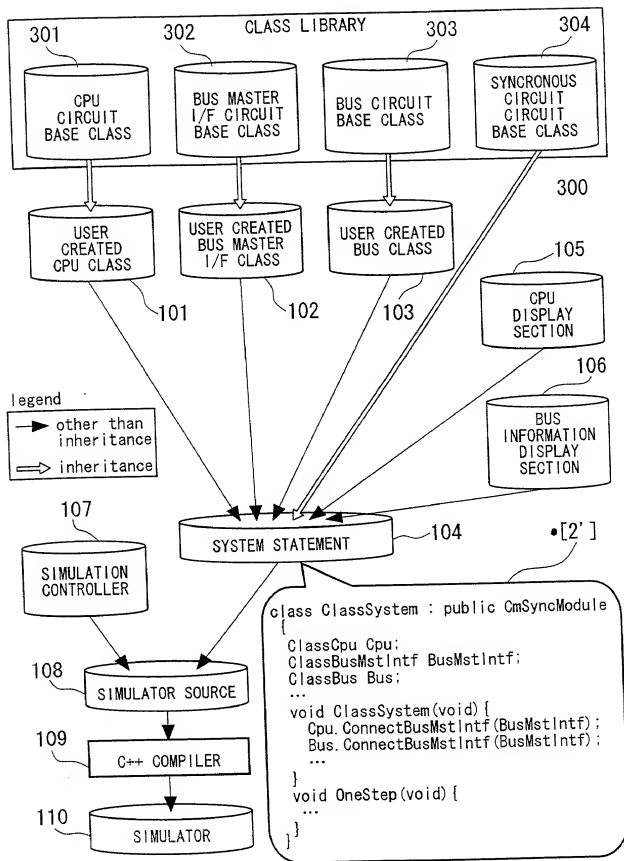 CLASS LIBRARY
301
302
303
304
CPU
CIRCUIT
BASE CLASS
BUS MASTER
I/F CIRCUIT
BASE CLASS
BUS CIRCUIT
BASE CLASS
SYNCRONOUS
CIRCUIT
CIRCUIT
BASE CLASS
300
USER
CREATED
CPU CLASS
USER CREATED
BUS MASTER
I/F CLASS
USER CREATED
BUS CLASS
101
102
103
105
CPU
DISPLAY
SECTION
106
BUS
INFORMATION
DISPLAY
SECTION
legend
other than
inheritance
inheritance
107
SIMULATION
CONTROLLER
SYSTEM STATEMENT
104
•[2']
108
SIMULATOR SOURCE
109
C++ COMPILER
110
SIMULATOR
class ClassSystem : public CmSyncModule
{
ClassCpu Cpu;
ClassBusMstIntf BusMstIntf;
ClassBus Bus;
...
void ClassSystem(void){
Cpu.ConnectBusMstIntf(BusMstIntf);
Bus.ConnectBusMstIntf(BusMstIntf);
...
}
void OneStep(void){
...
}
}